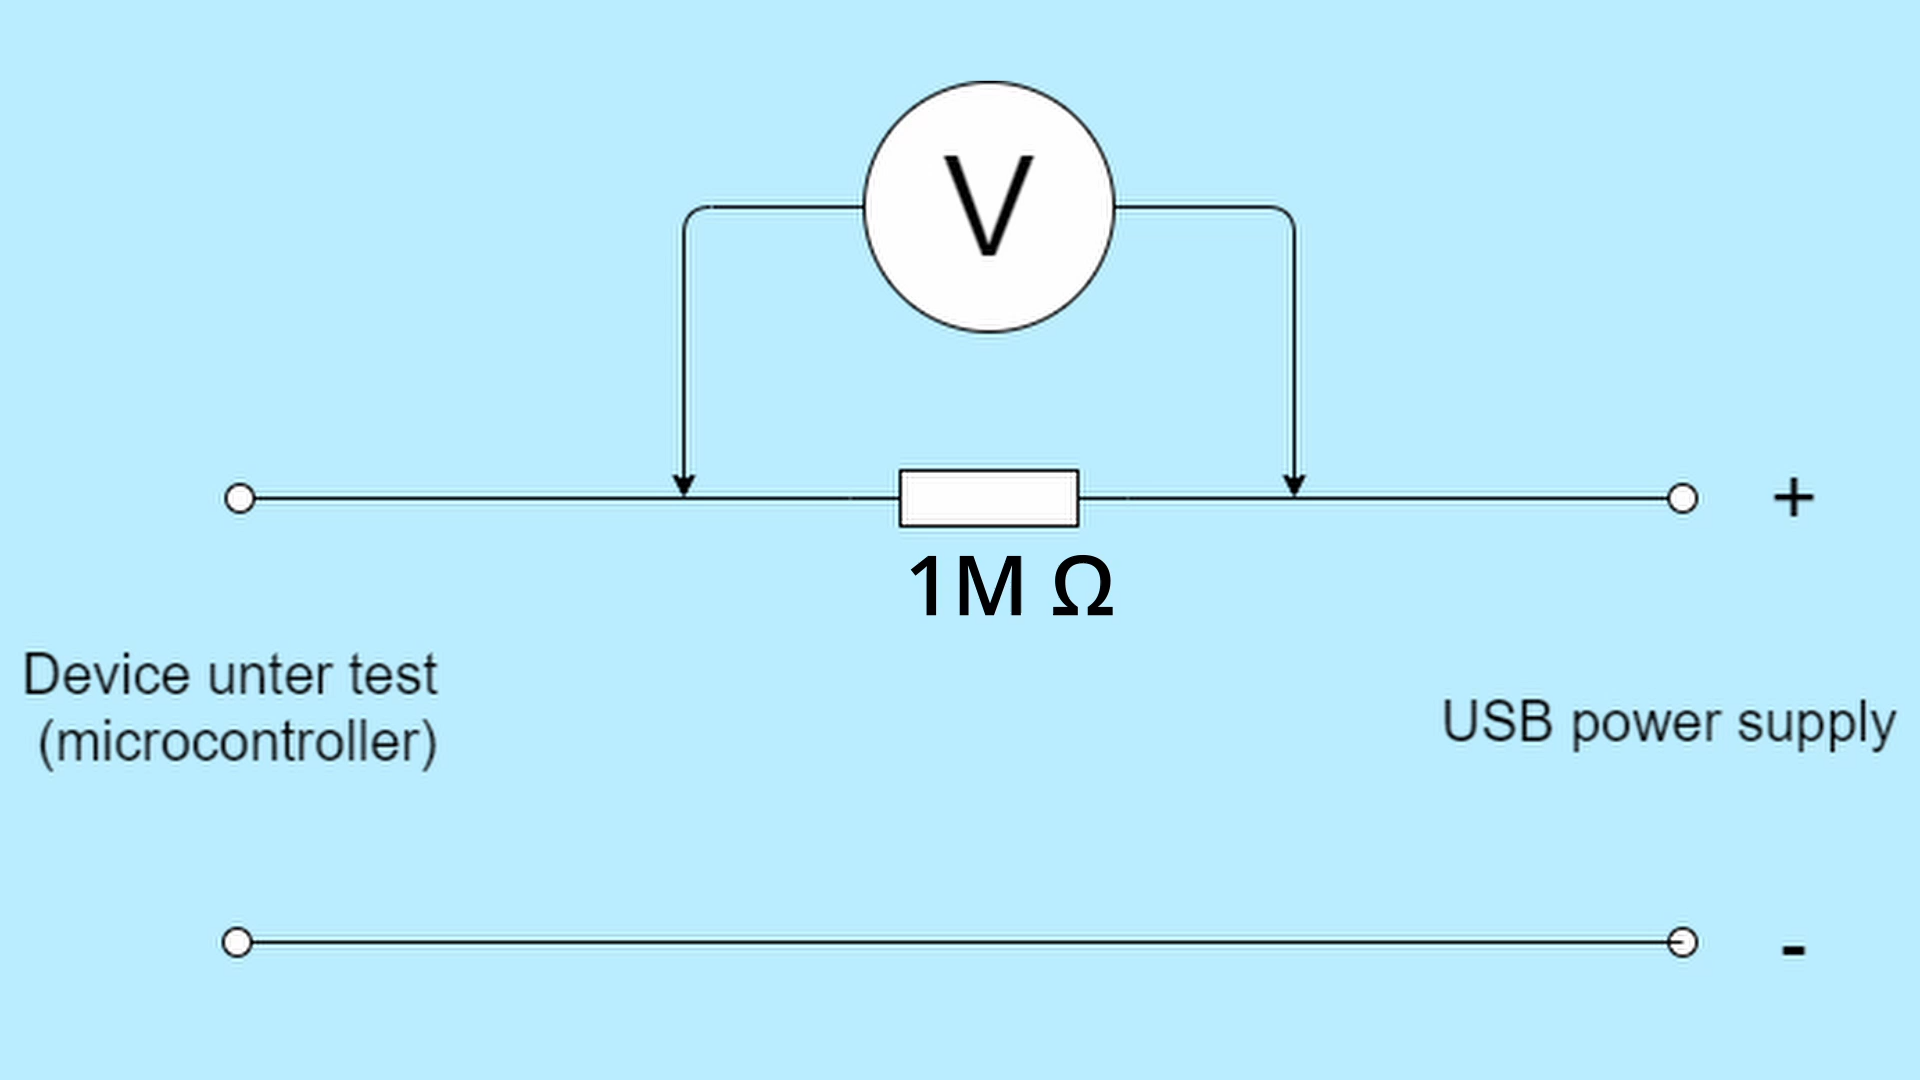 V
+
1M Ω
Device unter test
(microcontroller)
USB power supply
-